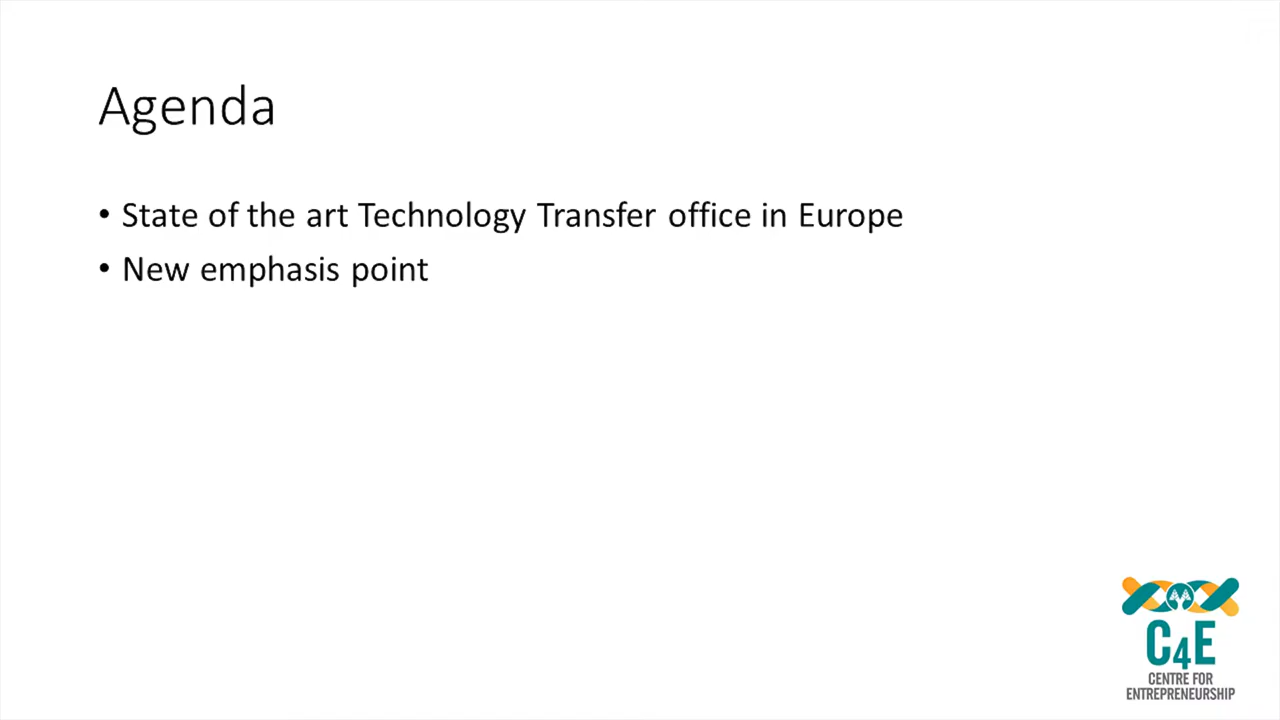 Agenda
• State of the art Technology Transfer office in Europe
• New emphasis point
C4E
CENTRE FOR
ENTREPRENEURSHIP